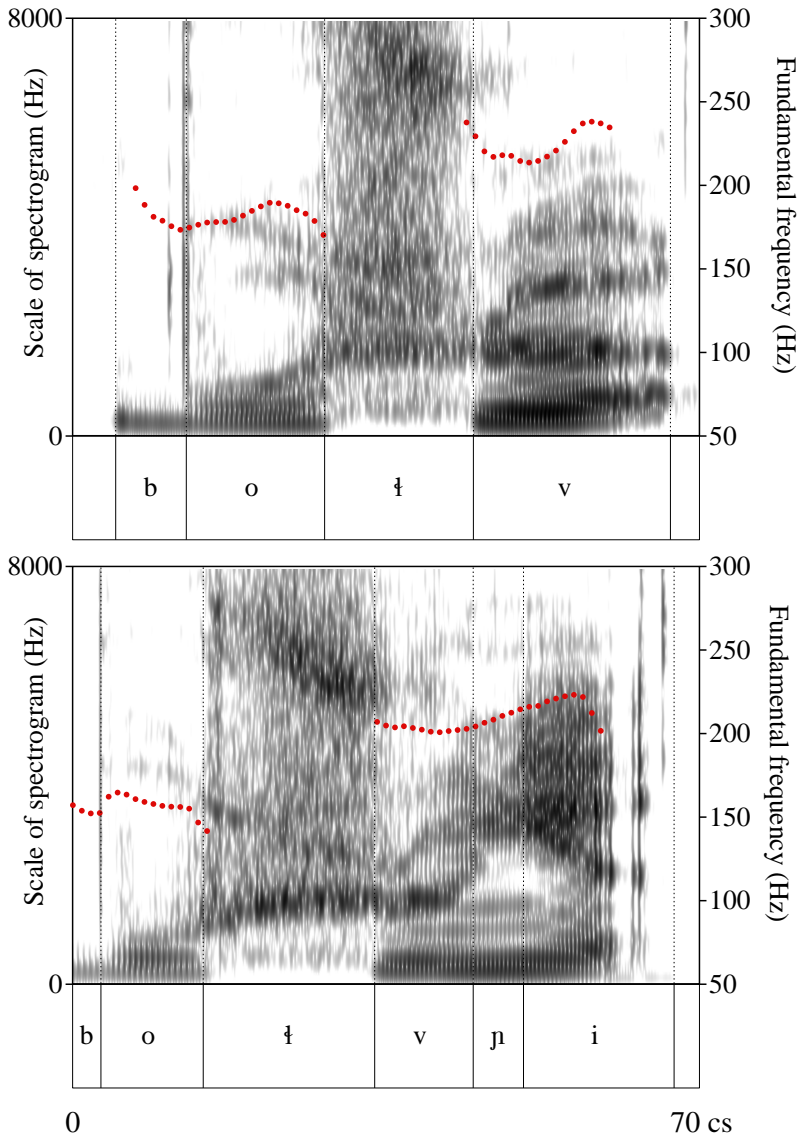 8000
300
Scale of spectrogram (Hz)
Fundamental frequency (Hz)
250
200
150
100
0
50
b o ɬ v
8000
300
Scale of spectrogram (Hz)
Fundamental frequency (Hz)
250
200
150
100
0
50
b o ɬ v ɲ i
0
70 cs